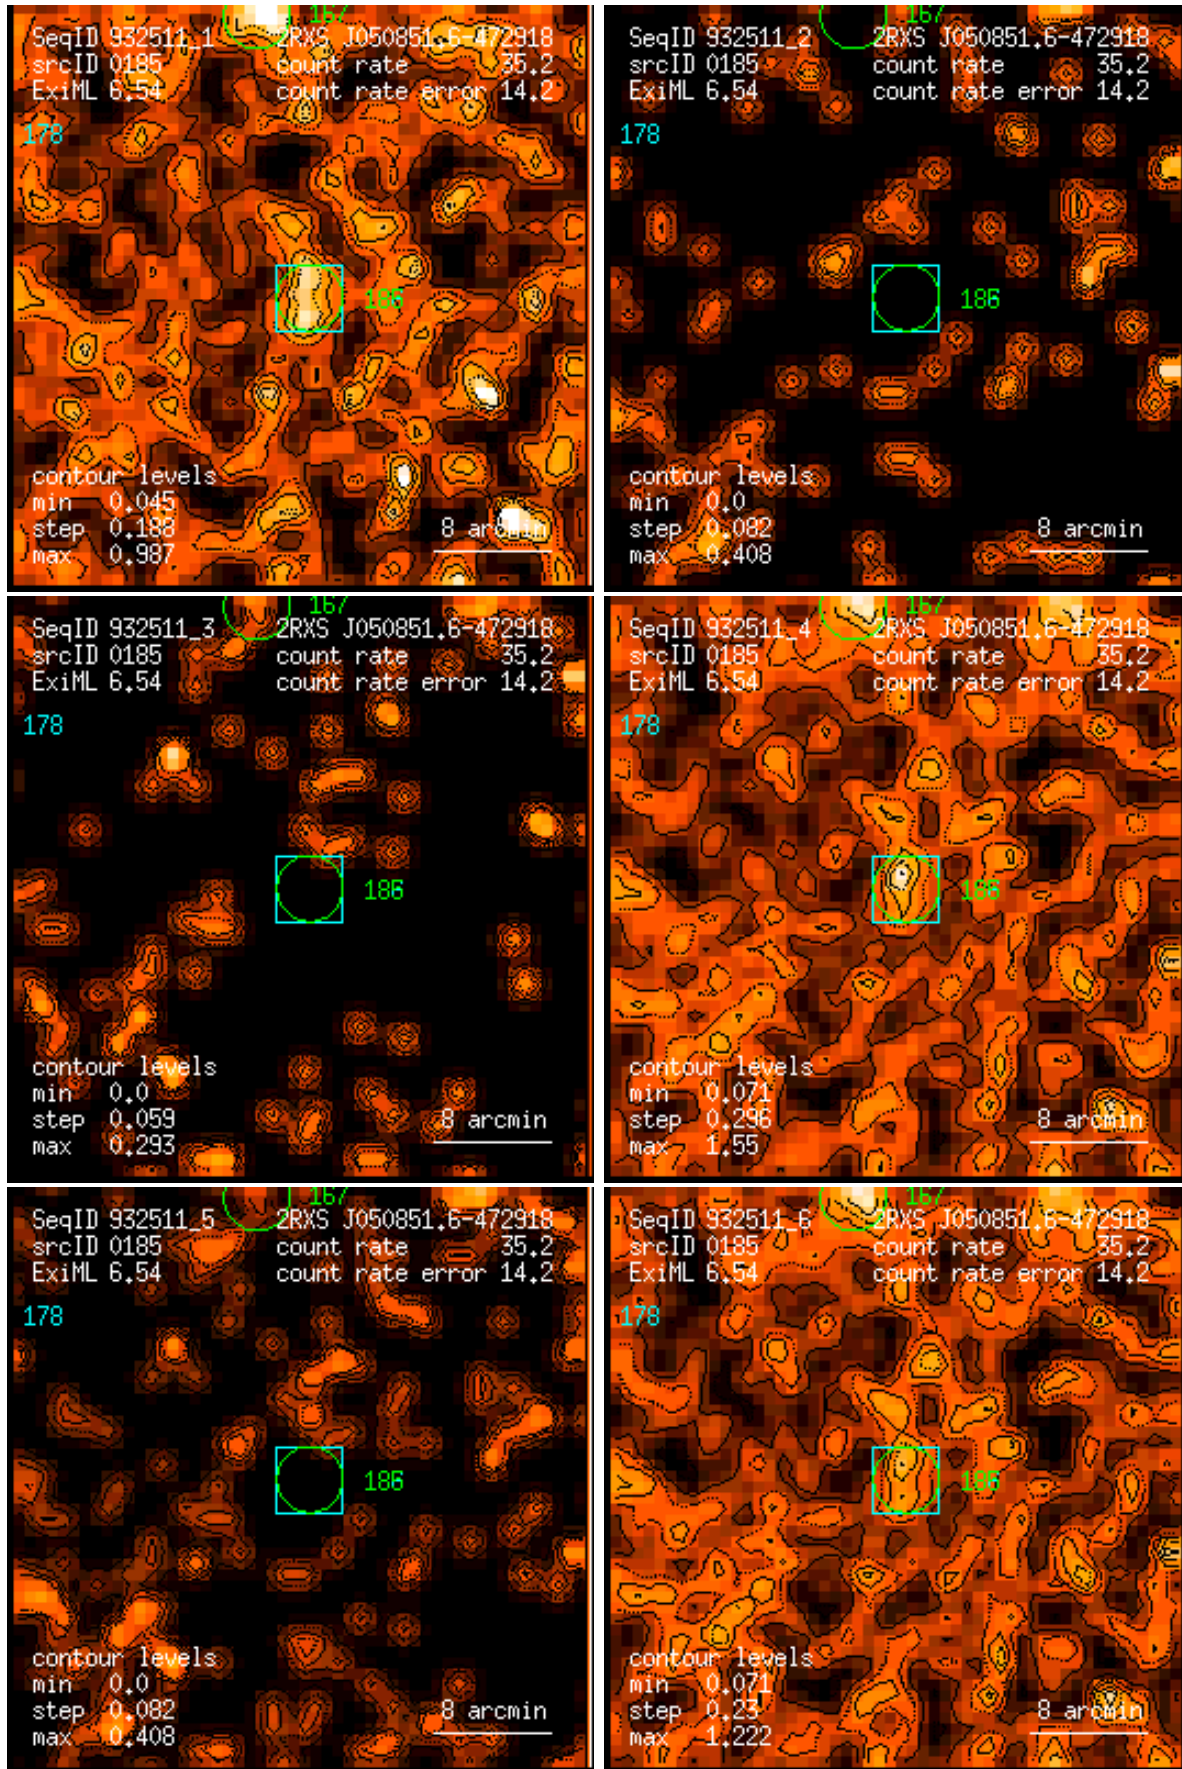 167
SeqID 932511_1 2RXS J050851.6-472918
srcID 0185 count rate 35.2
ExiML 6.54 count rate error 14.2
178
186
contour levels
min 0.045
step 0.188
max 0.987
8 arcmin
167
SeqID 932511_2 2RXS J050851.6-472918
srcID 0185 count rate 35.2
ExiML 6.54 count rate error 14.2
178
186
contour levels
min 0.0
step 0.082
max 0.408
8 arcmin
167
SeqID 932511_3 2RXS J050851.6-472918
srcID 0185 count rate 35.2
ExiML 6.54 count rate error 14.2
178
186
contour levels
min 0.0
step 0.059
max 0.293
8 arcmin
167
SeqID 932511_4 2RXS J050851.6-472918
srcID 0185 count rate 35.2
ExiML 6.54 count rate error 14.2
178
186
contour levels
min 0.071
step 0.296
max 1.55
8 arcmin
167
SeqID 932511_5 2RXS J050851.6-472918
srcID 0185 count rate 35.2
ExiML 6.54 count rate error 14.2
178
186
contour levels
min 0.0
step 0.082
max 0.408
8 arcmin
167
SeqID 932511_6 2RXS J050851.6-472918
srcID 0185 count rate 35.2
ExiML 6.54 count rate error 14.2
178
186
contour levels
min 0.071
step 0.23
max 1.222
8 arcmin